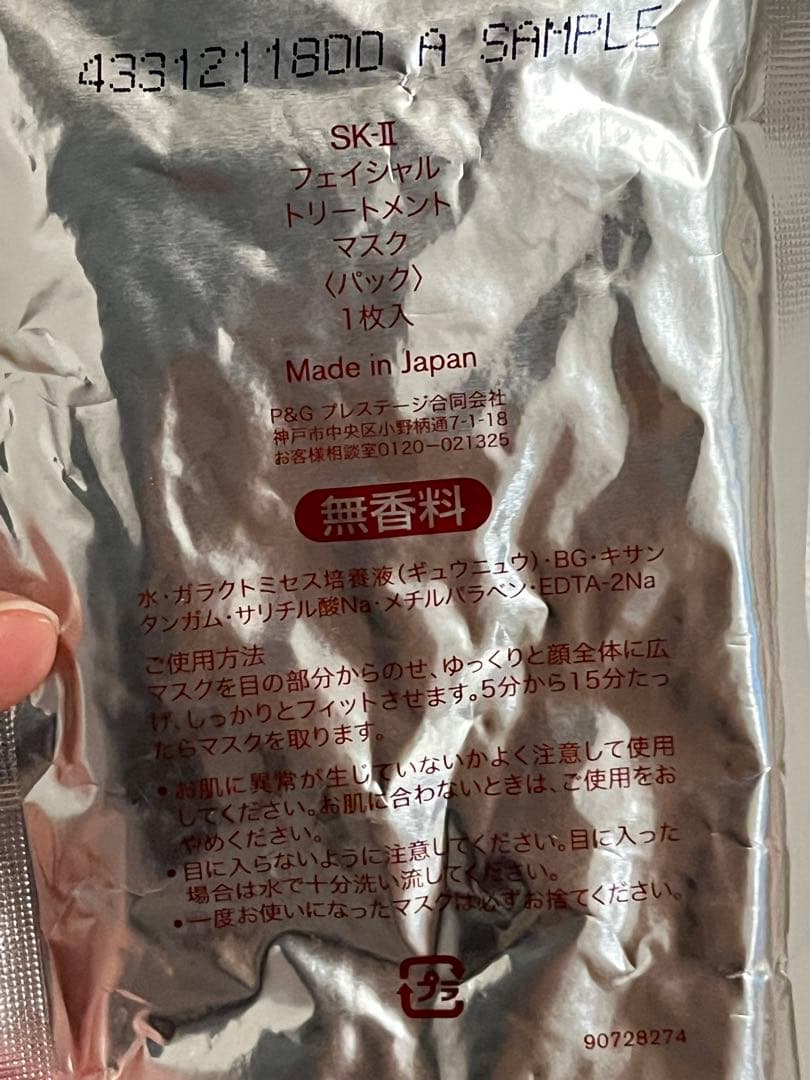 4331211800 A SAMPLE
SK-II
フェイシャル
トリートメント
マスク
〈パック〉
1枚入
Made in Japan
P&G プレステージ合同会社
神戸市中央区小野柄通7-1-18
お客様相談室0120-021325
無香料
水・ガラクトミセス培養液(ギュウニュウ)・BG・キサン
タンガム・サリチル酸Na・メチルパラベン・EDTA-2Na
ご使用方法
マスクを目の部分からのせ、ゆっくりと顔全体に広
げ、しっかりとフィットさせます。5分から15分たっ
たらマスクを取ります。
•お肌に異常が生じていないかよく注意して使用
してください。お肌に合わないときは、ご使用をお
やめください。
•目に入らないように注意してください。目に入った
場合は水で十分洗い流してください。
•一度お使いになったマスクは必ずお捨てください。
プラ
90728274